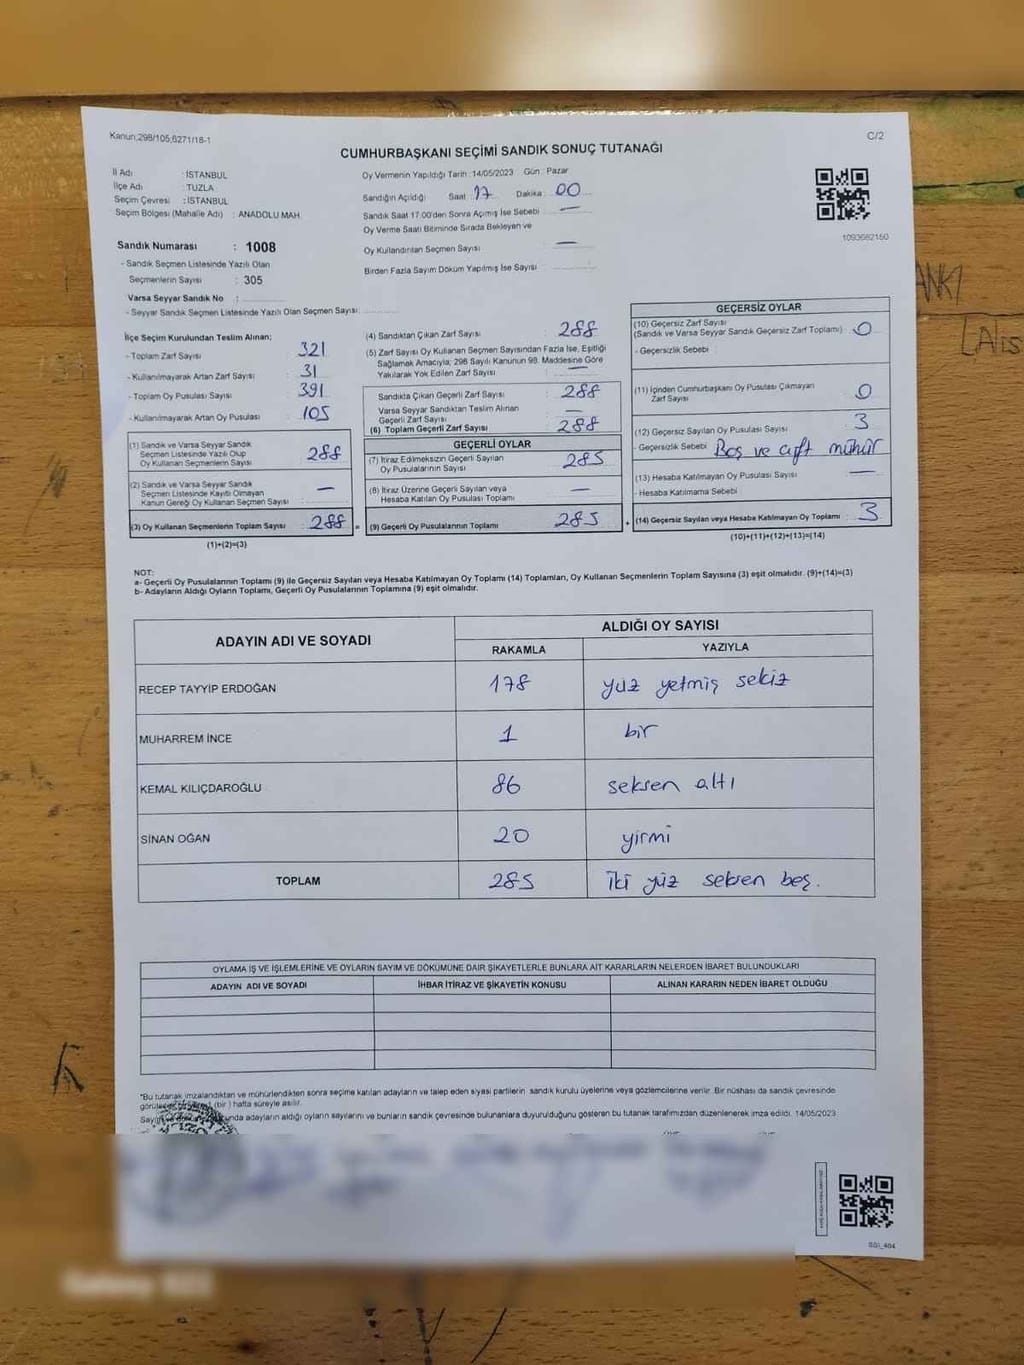 Kanun;298/105,6271/18-1
C/2
CUMHURBAŞKANI SEÇİMİ SANDIK SONUÇ TUTANAĞI
İl Adı : İSTANBUL
İlçe Adı : TUZLA
Seçim Çevresi : İSTANBUL
Seçim Bölgesi (Mahalle Adı) : ANADOLU MAH.
Sandık Numarası : 1008
- Sandık Seçmen Listesinde Yazılı Olan
Seçmenlerin Sayısı : 305
Varsa Seyyar Sandık No :
- Seyyar Sandık Seçmen Listesinde Yazılı Olan Seçmen Sayısı:
Oy Vermenin Yapıldığı Tarih : 14/05/2023 Gün : Pazar
Sandığın Açıldığı Saat 17 Dakika : 00
Sandık Saat 17.00'den Sonra Açılmış İse Sebebi : —
Oy Verme Saati Bitiminde Sırada Bekleyen ve
Oy Kullandırılan Seçmen Sayısı : —
Birden Fazla Sayım Döküm Yapılmış İse Sayısı :
1093682150
İlçe Seçim Kurulundan Teslim Alınan:
- Toplam Zarf Sayısı : 321
- Kullanılmayarak Artan Zarf Sayısı : 31
- Toplam Oy Pusulası Sayısı : 391
- Kullanılmayarak Artan Oy Pusulası : 105
(1) Sandık ve Varsa Seyyar Sandık
Seçmen Listesinde Yazılı Olup
Oy Kullanan Seçmenlerin Sayısı : 288
(2) Sandık ve Varsa Seyyar Sandık
Seçmen Listesinde Kayıtlı Olmayan
Kanun Gereği Oy Kullanan Seçmen Sayısı : —
(3) Oy Kullanan Seçmenlerin Toplam Sayısı : 288 =
(1)+(2)=(3)
(4) Sandıktan Çıkan Zarf Sayısı : 288
(5) Zarf Sayısı Oy Kullanan Seçmen Sayısından Fazla İse, Eşitliği
Sağlamak Amacıyla; 298 Sayılı Kanunun 98. Maddesine Göre
Yakılarak Yok Edilen Zarf Sayısı : —
Sandıkta Çıkan Geçerli Zarf Sayısı : 288
Varsa Seyyar Sandıktan Teslim Alınan
Geçerli Zarf Sayısı : —
(6) Toplam Geçerli Zarf Sayısı : 288
GEÇERLİ OYLAR
(7) İtiraz Edilmeksizin Geçerli Sayılan
Oy Pusulalarının Sayısı : 285
(8) İtiraz Üzerine Geçerli Sayılan veya
Hesaba Katılan Oy Pusulası Toplamı : —
(9) Geçerli Oy Pusulalarının Toplamı : 285 +
GEÇERSİZ OYLAR
(10) Geçersiz Zarf Sayısı
(Sandık ve Varsa Seyyar Sandık Geçersiz Zarf Toplamı) : 0
- Geçersizlik Sebebi :
(11) İçinden Cumhurbaşkanı Oy Pusulası Çıkmayan
Zarf Sayısı : 0
(12) Geçersiz Sayılan Oy Pusulası Sayısı : 3
- Geçersizlik Sebebi : Boş ve çift mühür
(13) Hesaba Katılmayan Oy Pusulası Sayısı : —
- Hesaba Katılmama Sebebi :
(14) Geçersiz Sayılan veya Hesaba Katılmayan Oy Toplamı : 3
(10)+(11)+(12)+(13)=(14)
NOT:
a- Geçerli Oy Pusulalarının Toplamı (9) ile Geçersiz Sayılan veya Hesaba Katılmayan Oy Toplamı (14) Toplamları, Oy Kullanan Seçmenlerin Toplam Sayısına (3) eşit olmalıdır. (9)+(14)=(3)
b- Adayların Aldığı Oyların Toplamı, Geçerli Oy Pusulalarının Toplamına (9) eşit olmalıdır.
ADAYIN ADI VE SOYADI
ALDIĞI OY SAYISI
RAKAMLA YAZIYLA
RECEP TAYYİP ERDOĞAN 178 yüz yetmiş sekiz
MUHARREM İNCE 1 bir
KEMAL KILIÇDAROĞLU 86 seksen altı
SİNAN OĞAN 20 yirmi
TOPLAM 285 iki yüz seksen beş.
OYLAMA İŞ VE İŞLEMLERİNE VE OYLARIN SAYIM VE DÖKÜMÜNE DAİR ŞİKAYETLERLE BUNLARA AİT KARARLARIN NELERDEN İBARET BULUNDUKLARI
ADAYIN ADI VE SOYADI İHBAR İTİRAZ VE ŞİKAYETİN KONUSU ALINAN KARARIN NEDEN İBARET OLDUĞU
"Bu tutanak imzalandıktan ve mühürlendikten sonra seçime katılan adayların ve talep eden siyasi partilerin sandık kurulu üyelerine veya gözlemcilerine verilir. Bir nüshası da sandık çevresinde
(bir ) hafta süreyle asılır.
adayların aldığı oyların sayılarını ve bunların sandık çevresinde bulunanlara duyurulduğunu gösteren bu tutanak tarafımızdan düzenlenerek imza edildi. 14/05/2023